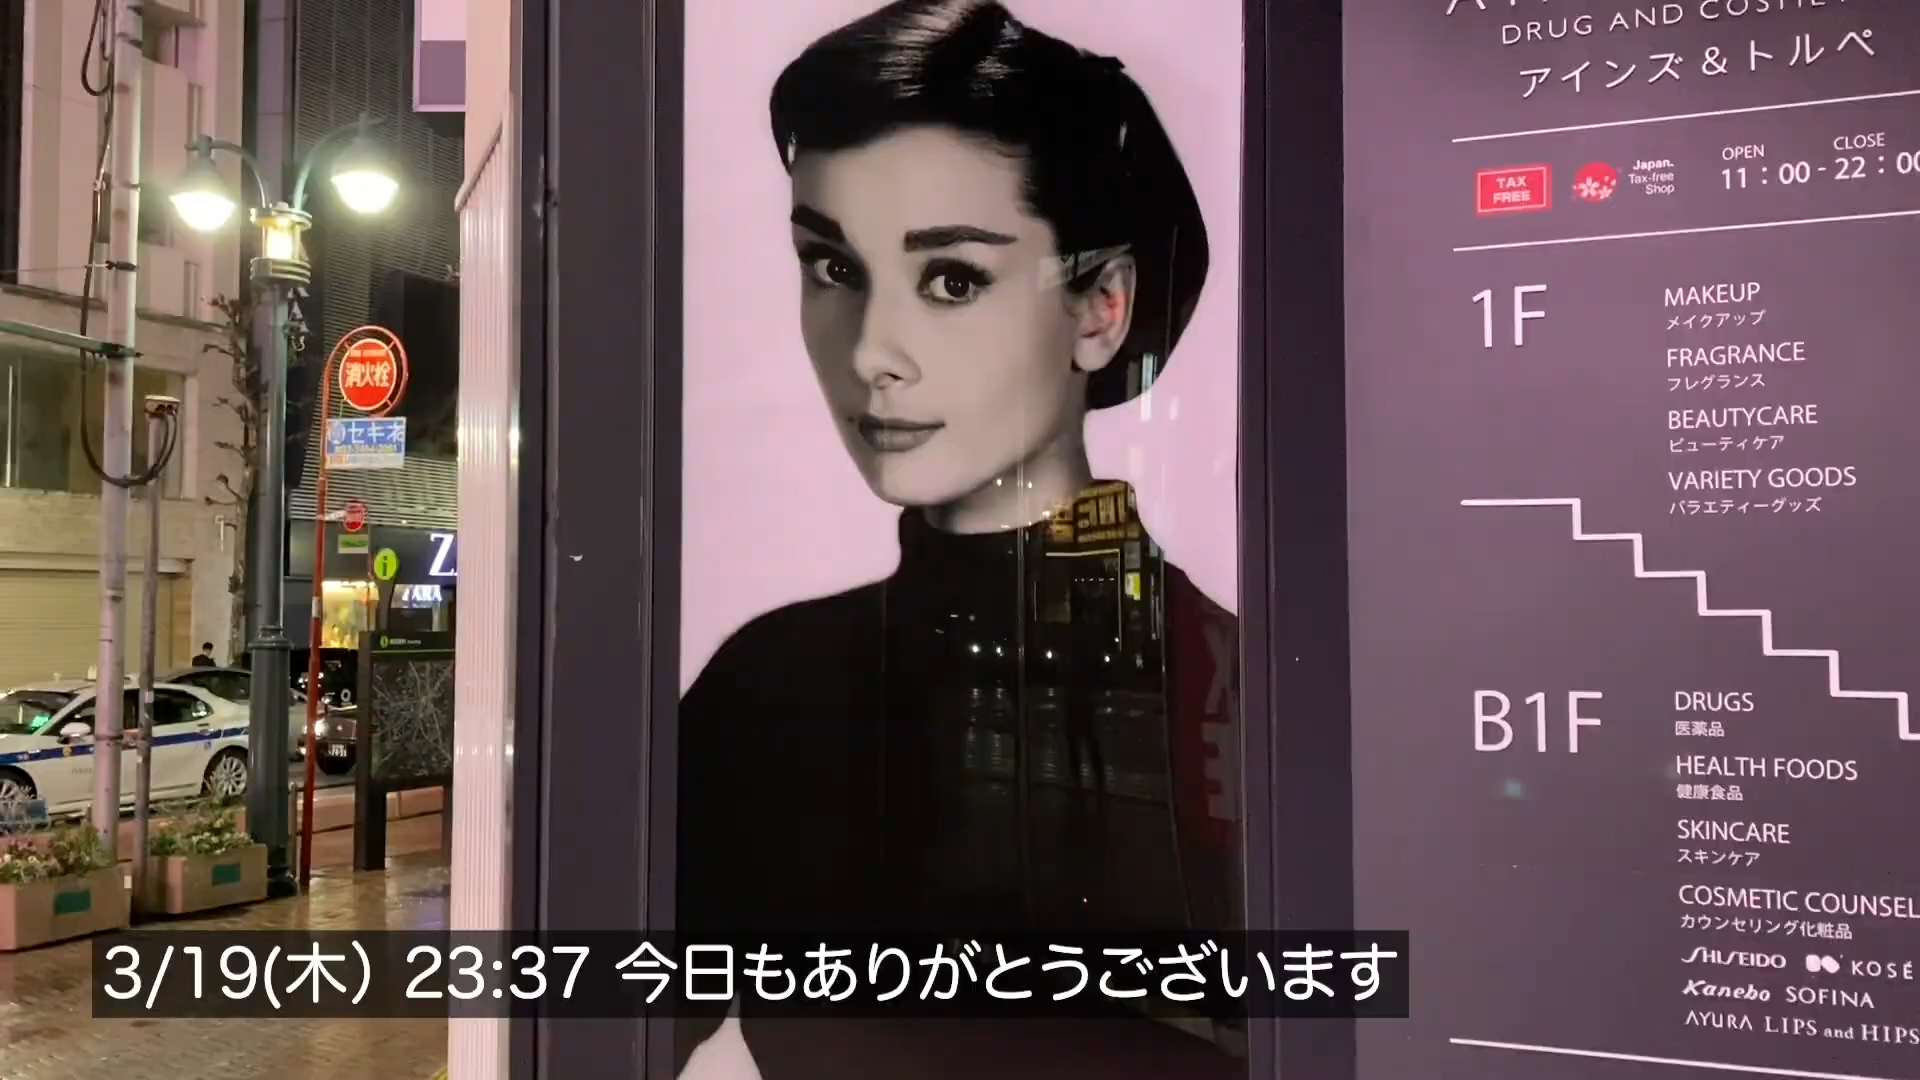 DRUG AND COSME
アインズ&トルペ
TAX FREE
Japan. Tax-free Shop
OPEN CLOSE
11:00-22:00
1F
MAKEUP
メイクアップ
FRAGRANCE
フレグランス
BEAUTYCARE
ビューティケア
VARIETY GOODS
バラエティーグッズ
B1F
DRUGS
医薬品
HEALTH FOODS
健康食品
SKINCARE
スキンケア
COSMETIC COUNSEL
カウンセリング化粧品
SHISEIDO KOSÉ
Kanebo SOFINA
AYURA LIPS and HIPS
消火栓
セキネ
Z
ZARA
3/19(木) 23:37 今日もありがとうございます